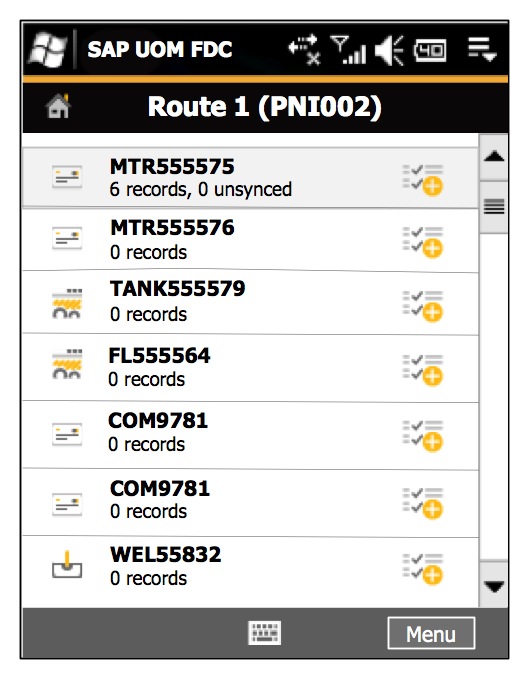 SAP UOM FDC
Route 1 (PNI002)
MTR555575
6 records, 0 unsynced
MTR555576
0 records
TANK555579
0 records
FL555564
0 records
COM9781
0 records
COM9781
0 records
WEL55832
0 records
Menu